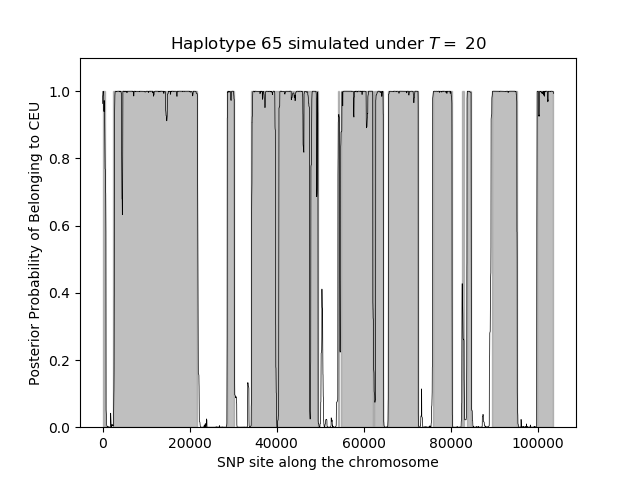 Haplotype 65 simulated under T = 20
Posterior Probability of Belonging to CEU
1.0
0.8
0.6
0.4
0.2
0.0
0 20000 40000 60000 80000 100000
SNP site along the chromosome